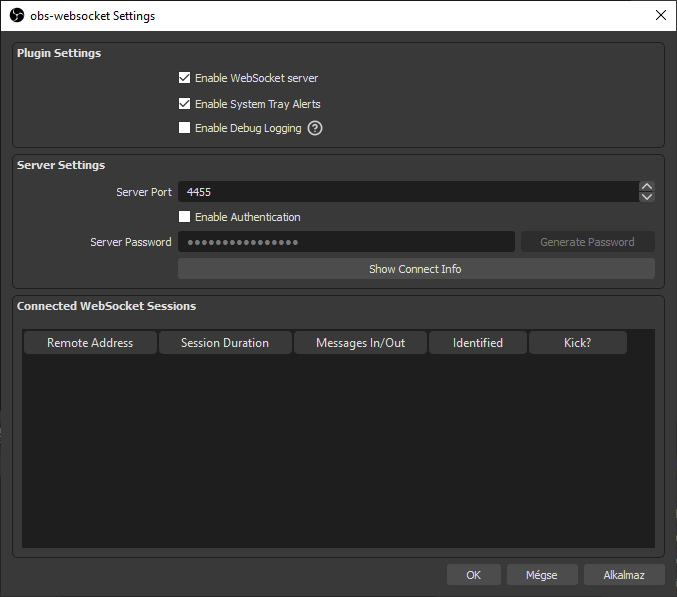 obs-websocket Settings
Plugin Settings
Enable WebSocket server
Enable System Tray Alerts
Enable Debug Logging ?
Server Settings
Server Port 4455
Enable Authentication
Server Password ●●●●●●●●●●●●●●●● Generate Password
Show Connect Info
Connected WebSocket Sessions
Remote Address Session Duration Messages In/Out Identified Kick?
OK Mégse Alkalmaz